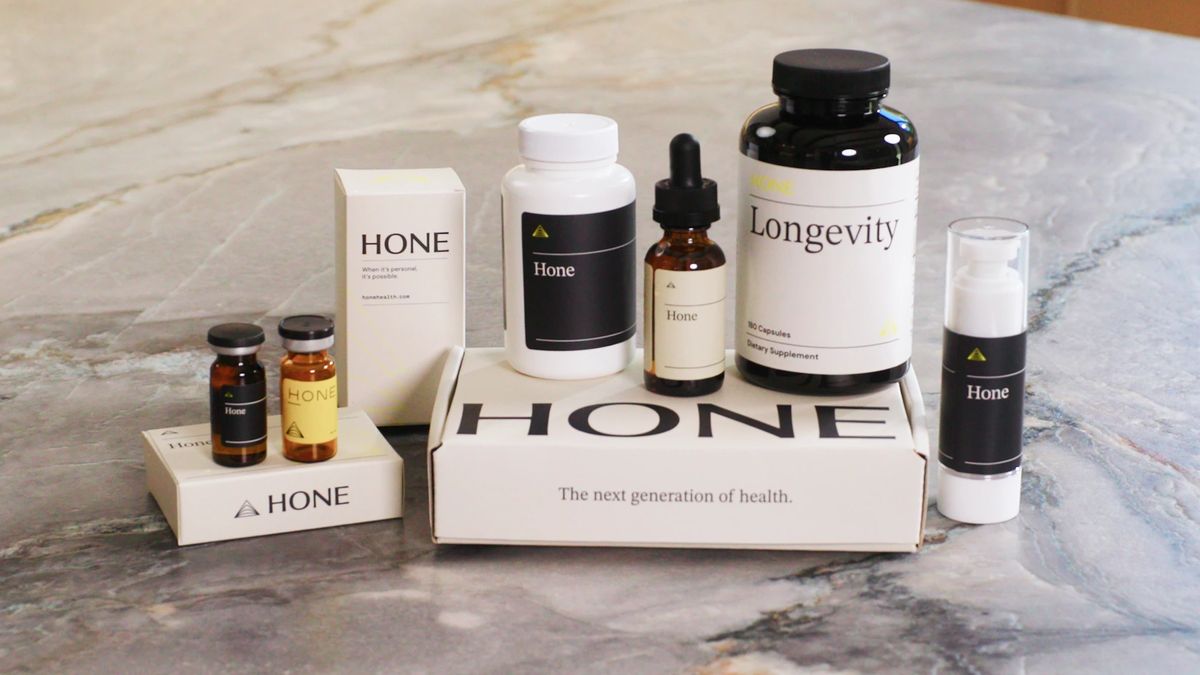 HONE
When it's personal,
it's possible.
honehealth.com
Hone
HONE
Hone
HONE
Hone
Hone
HONE
Longevity
180 Capsules
Dietary Supplement
HONE
The next generation of health.
Hone